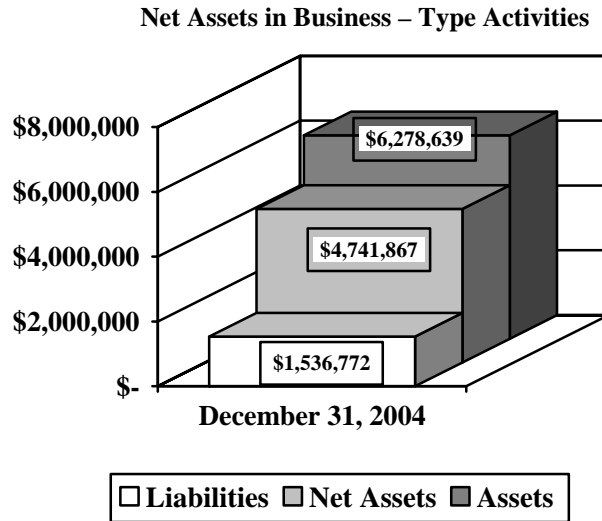 Net Assets in Business – Type Activities
$8,000,000
$6,000,000
$4,000,000
$2,000,000
$-
$6,278,639
$4,741,867
$1,536,772
December 31, 2004
Liabilities Net Assets Assets